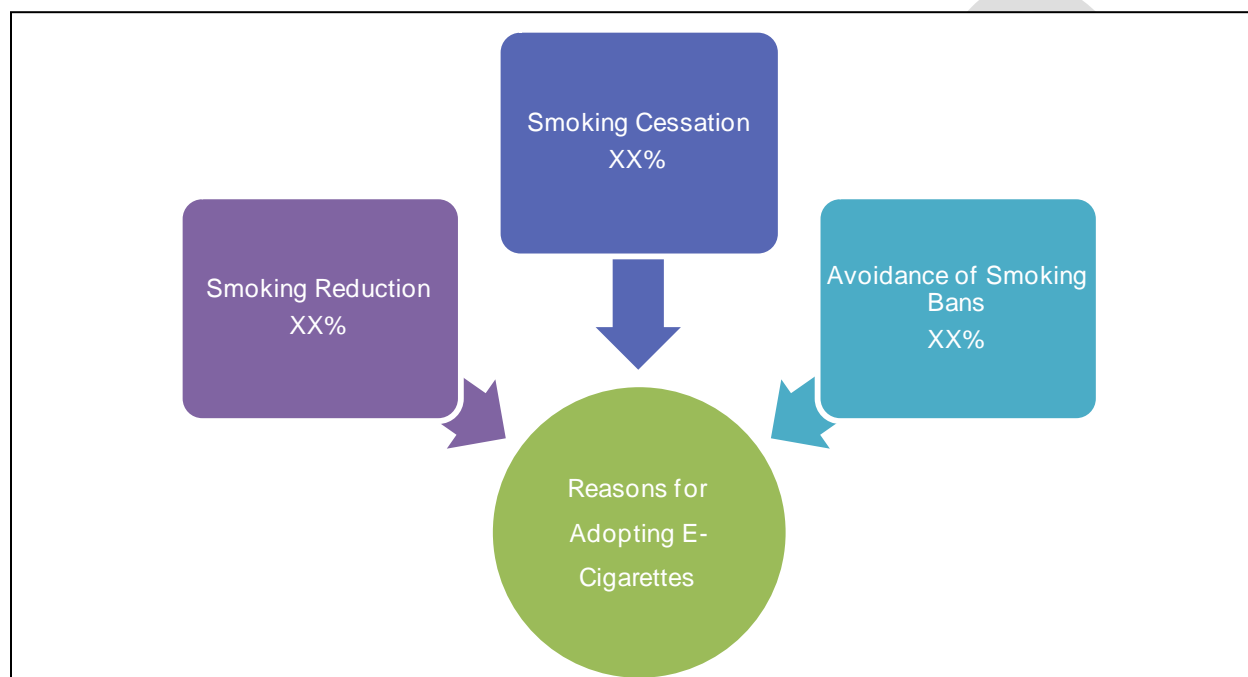 Smoking Cessation
XX%
Smoking Reduction
XX%
Avoidance of Smoking
Bans
XX%
Reasons for
Adopting E-
Cigarettes